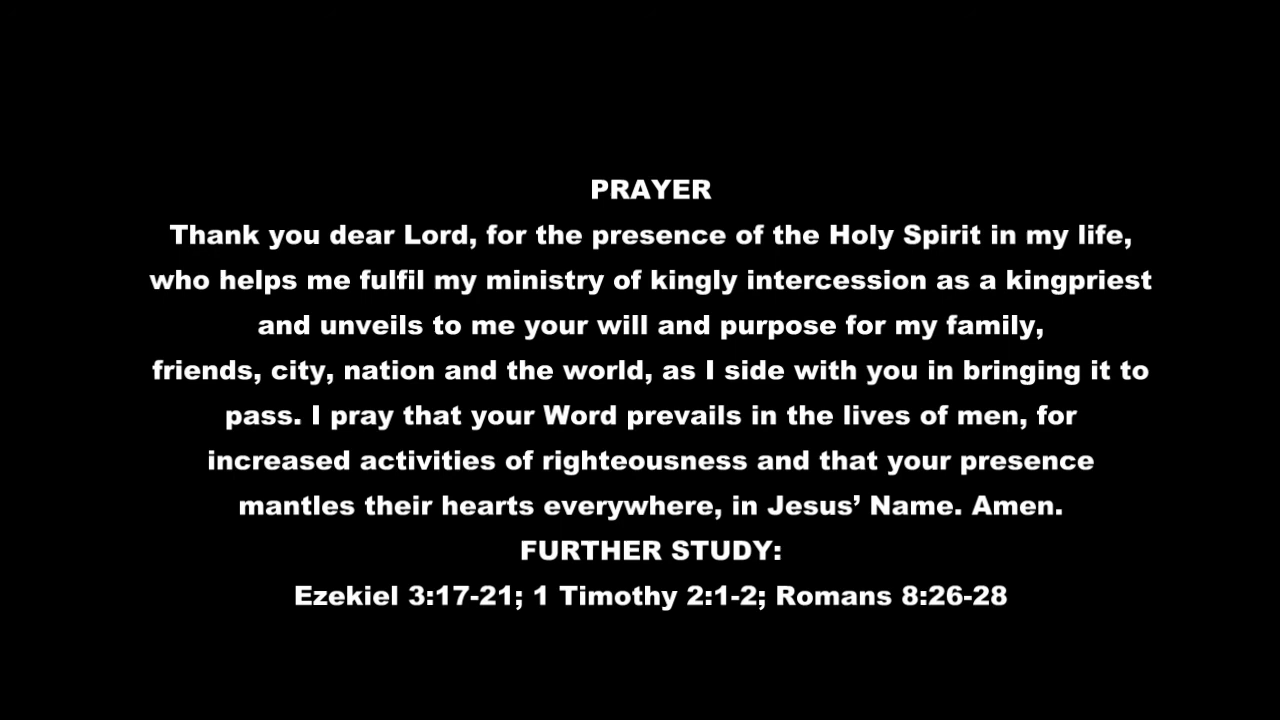 PRAYER
Thank you dear Lord, for the presence of the Holy Spirit in my life,
who helps me fulfil my ministry of kingly intercession as a kingpriest
and unveils to me your will and purpose for my family,
friends, city, nation and the world, as I side with you in bringing it to
pass. I pray that your Word prevails in the lives of men, for
increased activities of righteousness and that your presence
mantles their hearts everywhere, in Jesus’ Name. Amen.
FURTHER STUDY:
Ezekiel 3:17-21; 1 Timothy 2:1-2; Romans 8:26-28